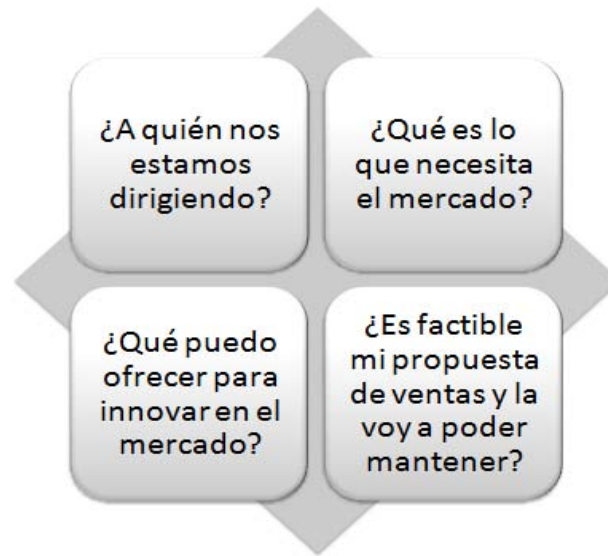 ¿A quién nos
estamos
dirigiendo?
¿Qué es lo
que necesita
el mercado?
¿Qué puedo
ofrecer para
innovar en el
mercado?
¿Es factible
mi propuesta
de ventas y la
voy a poder
mantener?